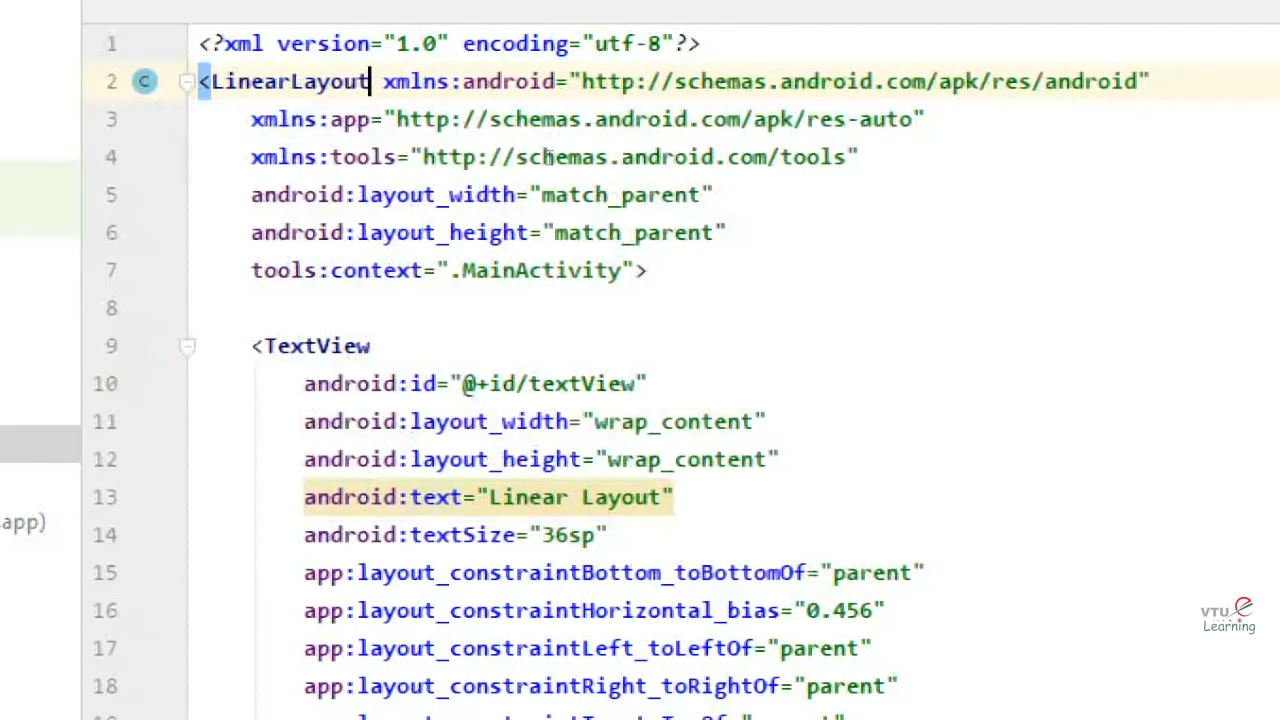 1 <?xml version="1.0" encoding="utf-8"?>
2 C <LinearLayout xmlns:android="http://schemas.android.com/apk/res/android"
3 xmlns:app="http://schemas.android.com/apk/res-auto"
4 xmlns:tools="http://schemas.android.com/tools"
5 android:layout_width="match_parent"
6 android:layout_height="match_parent"
7 tools:context=".MainActivity">
8
9 <TextView
10 android:id="@+id/textView"
11 android:layout_width="wrap_content"
12 android:layout_height="wrap_content"
13 android:text="Linear Layout"
app)
14 android:textSize="36sp"
15 app:layout_constraintBottom_toBottomOf="parent"
16 app:layout_constraintHorizontal_bias="0.456"
17 app:layout_constraintLeft_toLeftOf="parent"
18 app:layout_constraintRight_toRightOf="parent"
VTU e
Learning